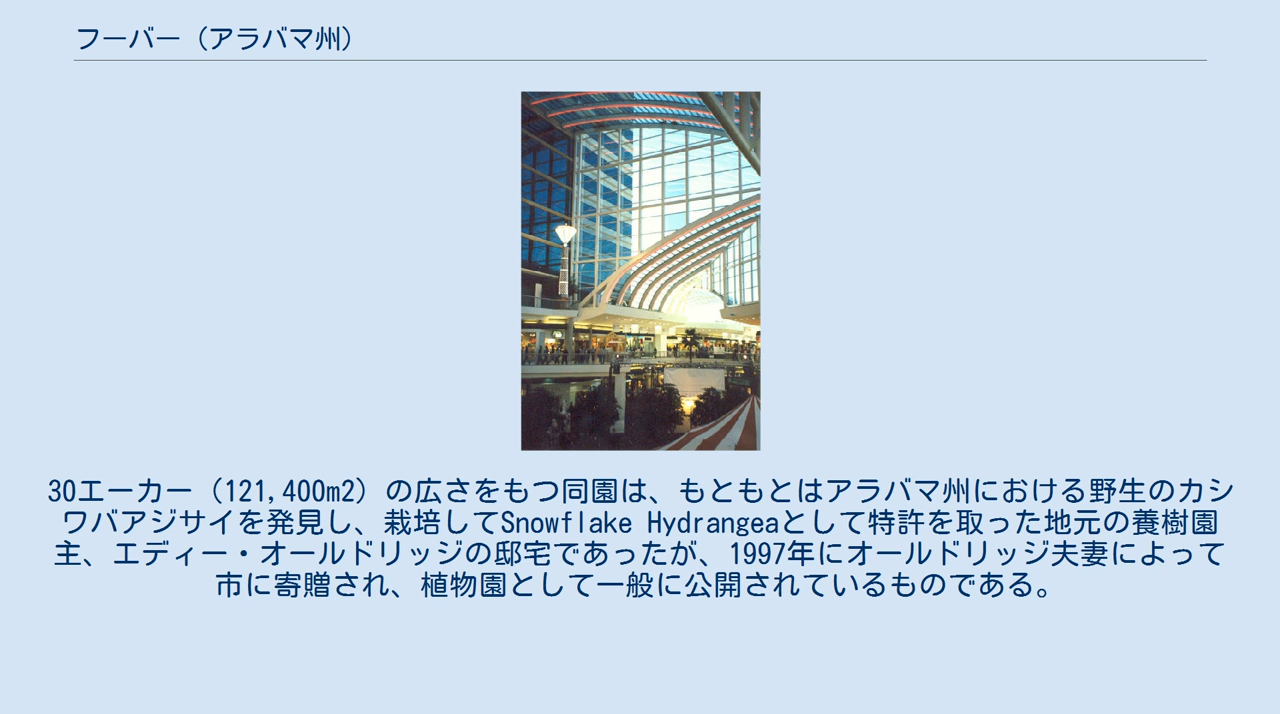 フーバー（アラバマ州）
30エーカー（121,400m2）の広さをもつ同園は、もともとはアラバマ州における野生のカシ
ワバアジサイを発見し、栽培してSnowflake Hydrangeaとして特許を取った地元の養樹園
主、エディー・オールドリッジの邸宅であったが、1997年にオールドリッジ夫妻によって
市に寄贈され、植物園として一般に公開されているものである。